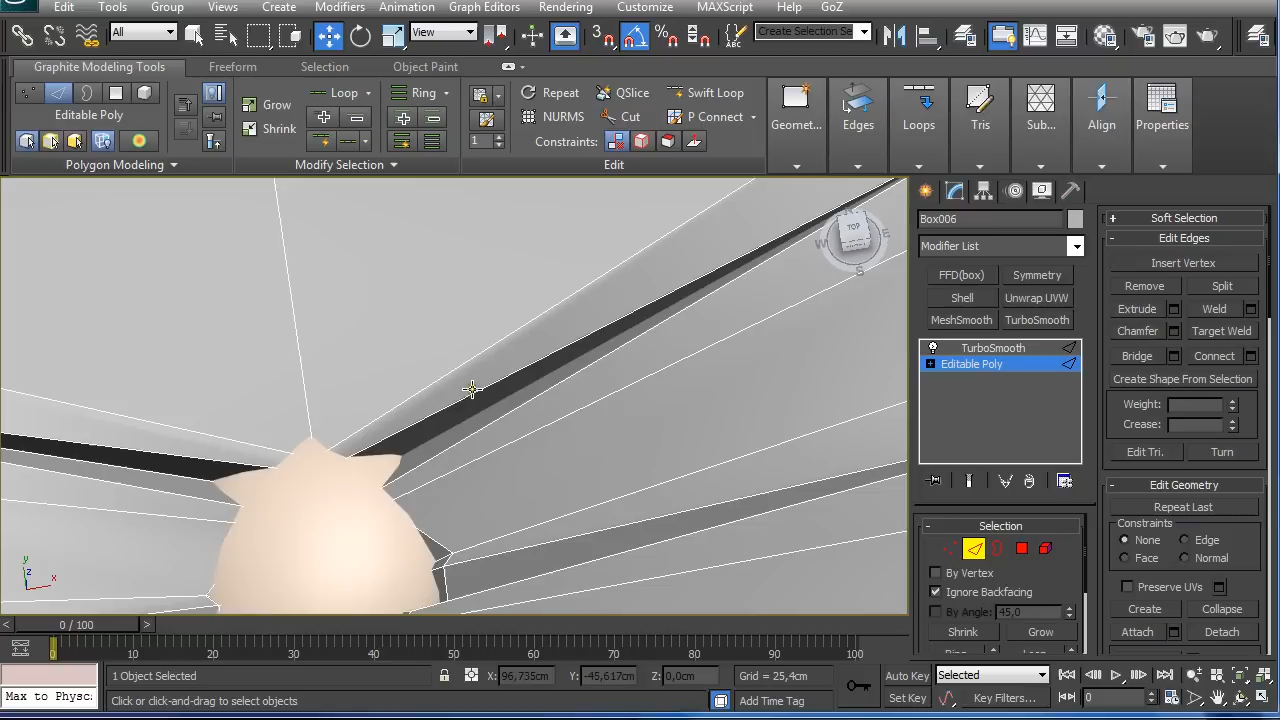 Edit Tools Group Views Create Modifiers Animation Graph Editors Rendering Customize MAXScript Help GoZ
All View Create Selection Se
Graphite Modeling Tools Freeform Selection Object Paint
Loop Ring Repeat QSlice Swift Loop
Grow
Editable Poly NURMS Cut P Connect
Shrink Geomet... Edges Loops Tris Sub... Align Properties
1 Constraints:
Polygon Modeling Modify Selection Edit
TOP
W E
S
Box006
Modifier List
FFD(box) Symmetry
Shell Unwrap UVW
MeshSmooth TurboSmooth
TurboSmooth
Editable Poly
Selection
By Vertex
Ignore Backfacing
By Angle: 45,0
Shrink Grow
Soft Selection
Edit Edges
Insert Vertex
Remove Split
Extrude Weld
Chamfer Target Weld
Bridge Connect
Create Shape From Selection
Weight:
Crease:
Edit Tri. Turn
Edit Geometry
Repeat Last
Constraints
None Edge
Face Normal
Preserve UVs
Create Collapse
Attach Detach
y
z
x
0 / 100
0 10 20 30 40 50 60 70 80 90 100
1 Object Selected X: 96,735cm Y: -45,617cm Z: 0,0cm Grid = 25,4cm Auto Key Selected
Max to Physc Click or click-and-drag to select objects Add Time Tag Set Key Key Filters... 0